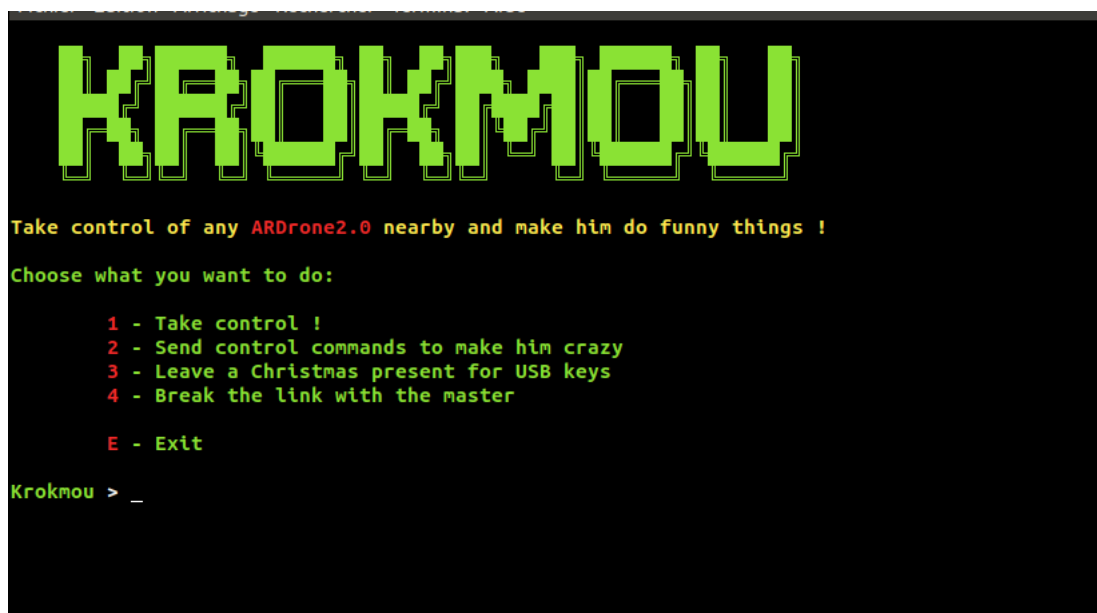 KROKMOU
Take control of any ARDrone2.0 nearby and make him do funny things !
Choose what you want to do:
1 - Take control !
2 - Send control commands to make him crazy
3 - Leave a Christmas present for USB keys
4 - Break the link with the master
E - Exit
Krokmou > _